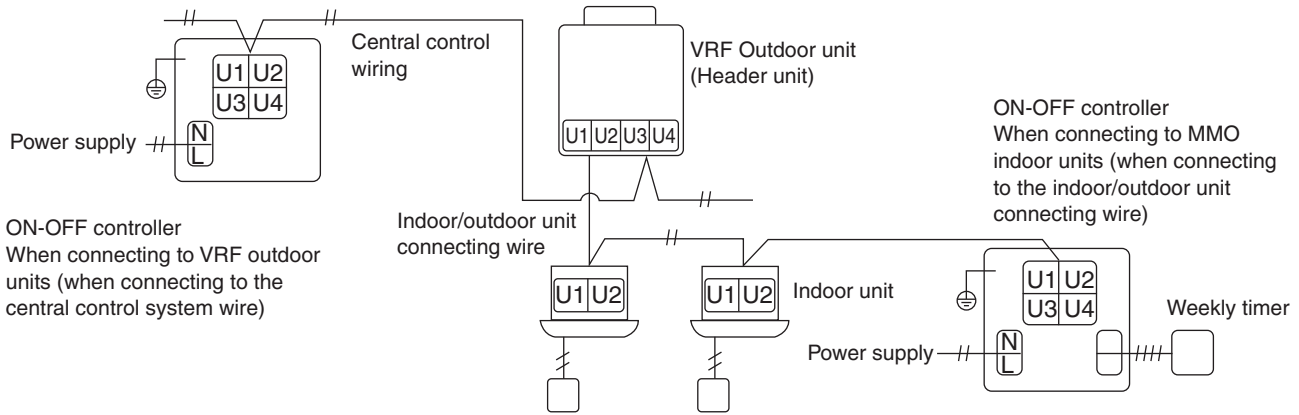 U1 U2
U3 U4
N
L
Power supply
Central control
wiring
ON-OFF controller
When connecting to VRF outdoor
units (when connecting to the
central control system wire)
VRF Outdoor unit
(Header unit)
U1 U2 U3 U4
Indoor/outdoor unit
connecting wire
U1 U2
U1 U2
Indoor unit
ON-OFF controller
When connecting to MMO
indoor units (when connecting
to the indoor/outdoor unit
connecting wire)
U1 U2
U3 U4
N
L
Power supply
Weekly timer